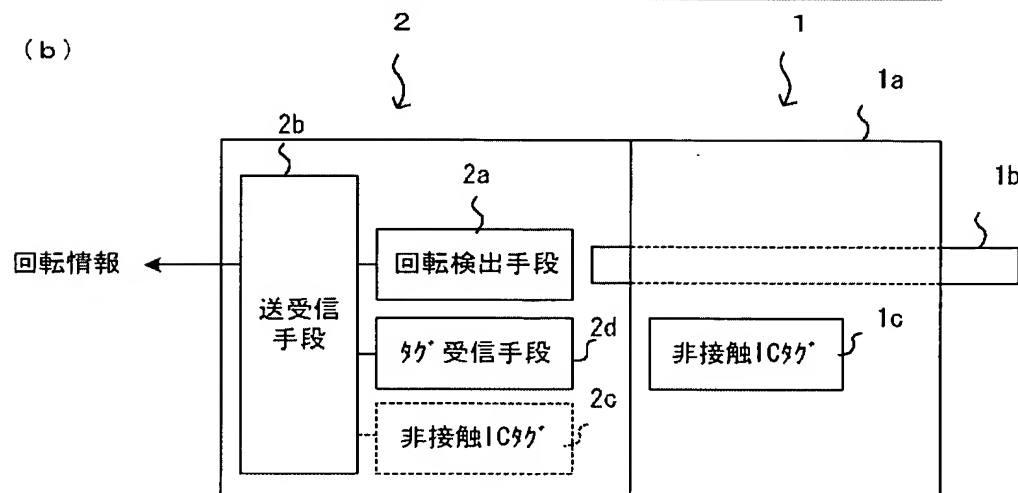 (b)
2
1
1a
2b
2a
1b
回転情報
回転検出手段
送受信
手段
2d
1c
タグ受信手段
非接触ICタグ
2c
非接触ICタグ